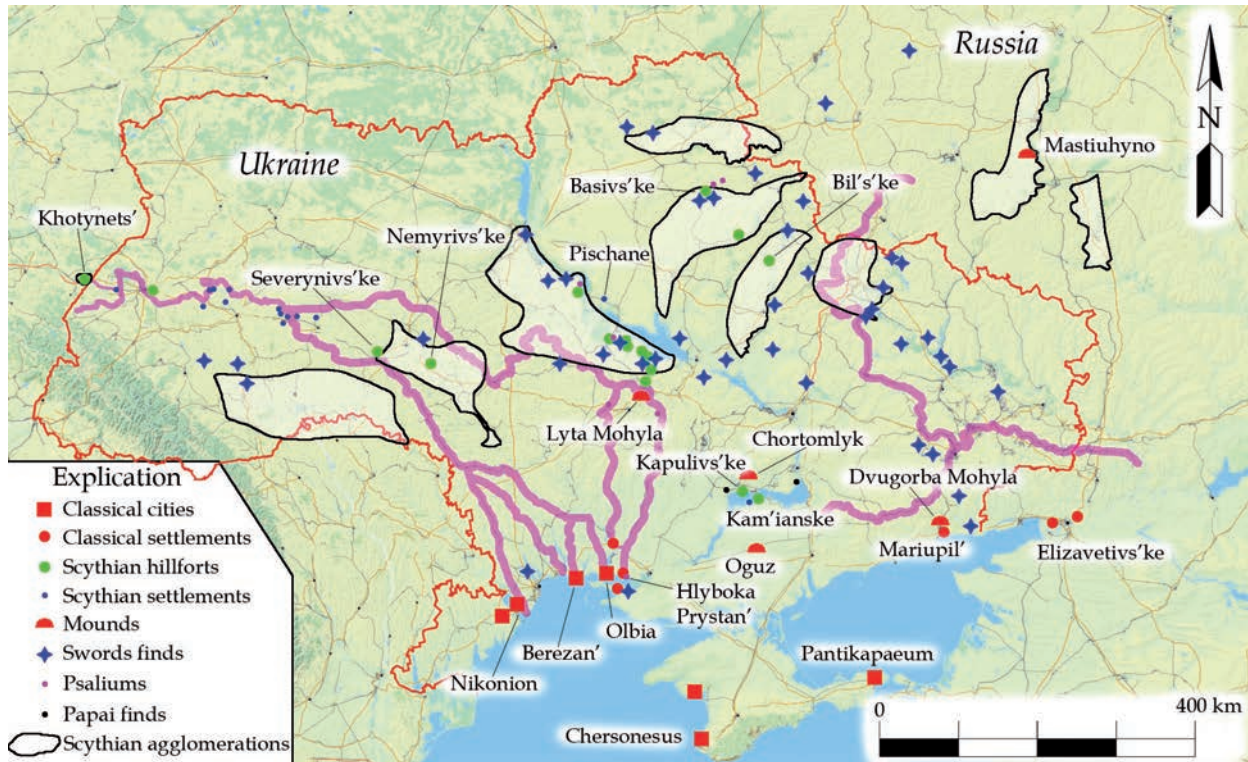 Russia
N
Mastiuhyno
Ukraine
Basivs'ke
Bil's'ke
Khotynets'
Nemyrivs'ke
Pischane
Severynivs'ke
Lyta Mohyla
Chortomlyk
Kapulivs'ke
Dvugorba Mohyla
Kam'ianske
Mariupil'
Elizavetivs'ke
Oguz
Hlyboka
Prystan'
Olbia
Berezan'
Nikonion
Pantikapaeum
Chersonesus
0
400 km
Explication
Classical cities
Classical settlements
Scythian hillforts
Scythian settlements
Mounds
Swords finds
Psaliums
Papai finds
Scythian agglomerations